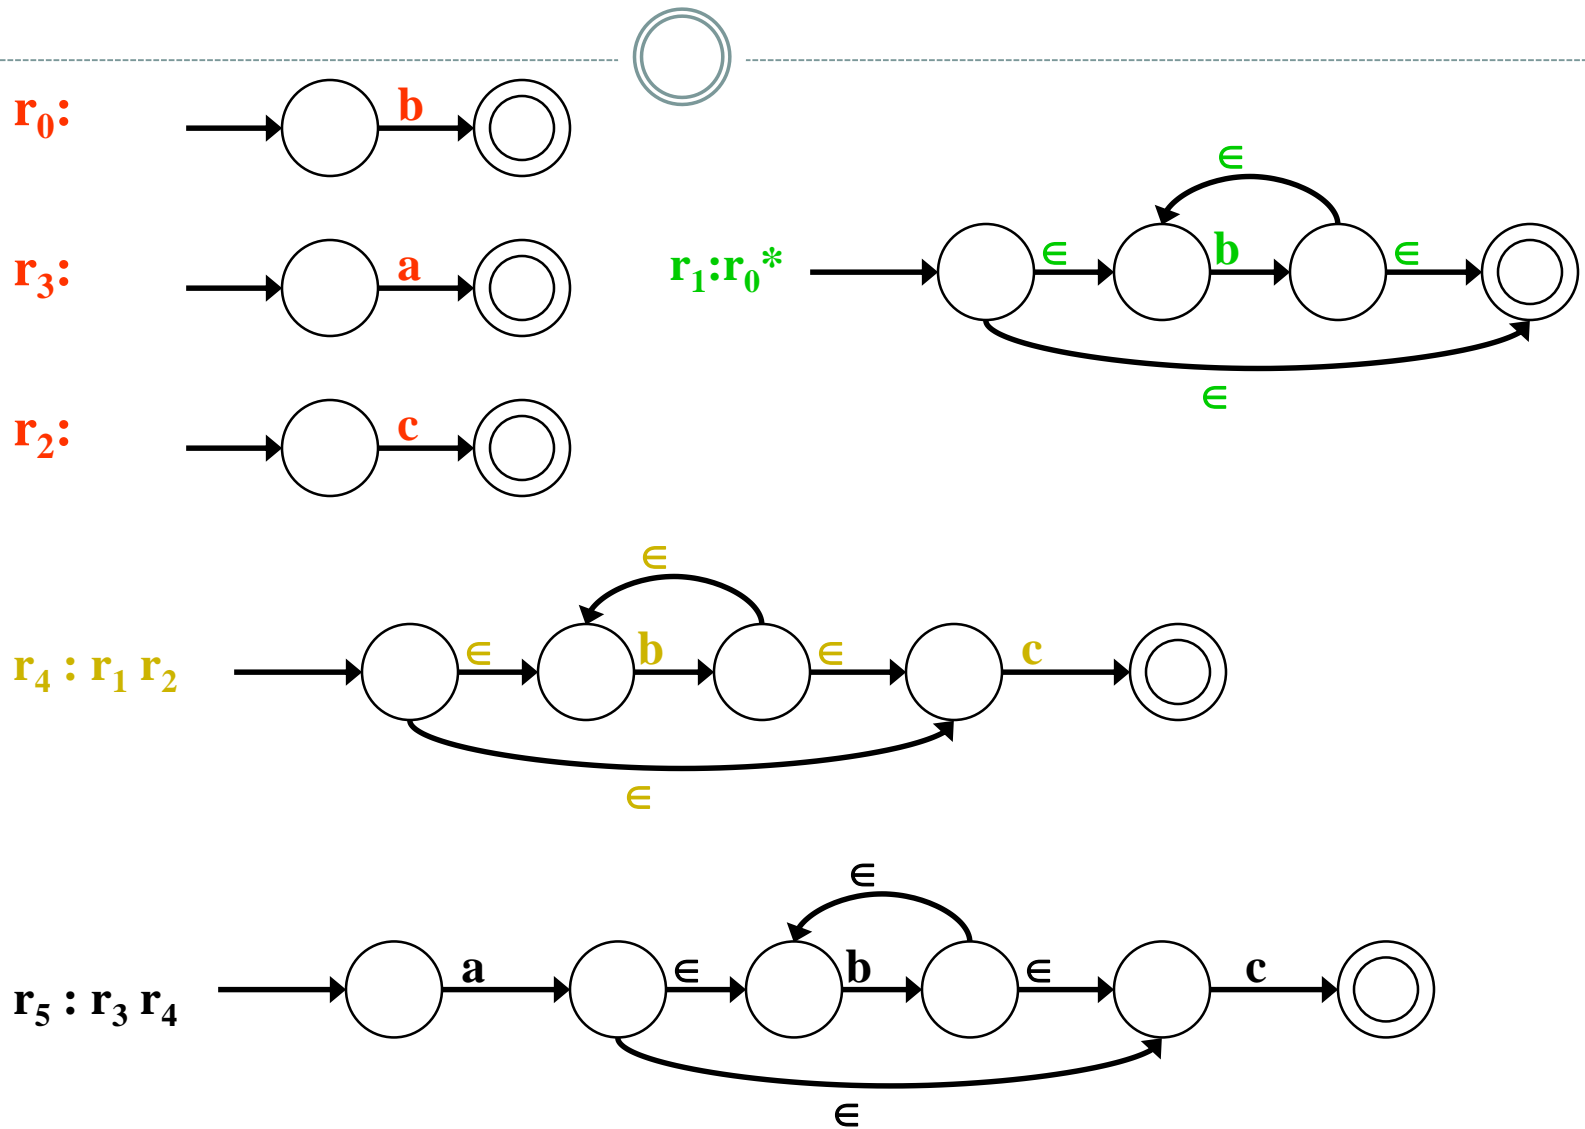 r₀:
b
r₃:
a
r₂:
c
r₁:r₀*
∈
∈
b
∈
∈
r₄ : r₁ r₂
∈
∈
b
∈
c
∈
r₅ : r₃ r₄
a
∈
∈
b
∈
c
∈